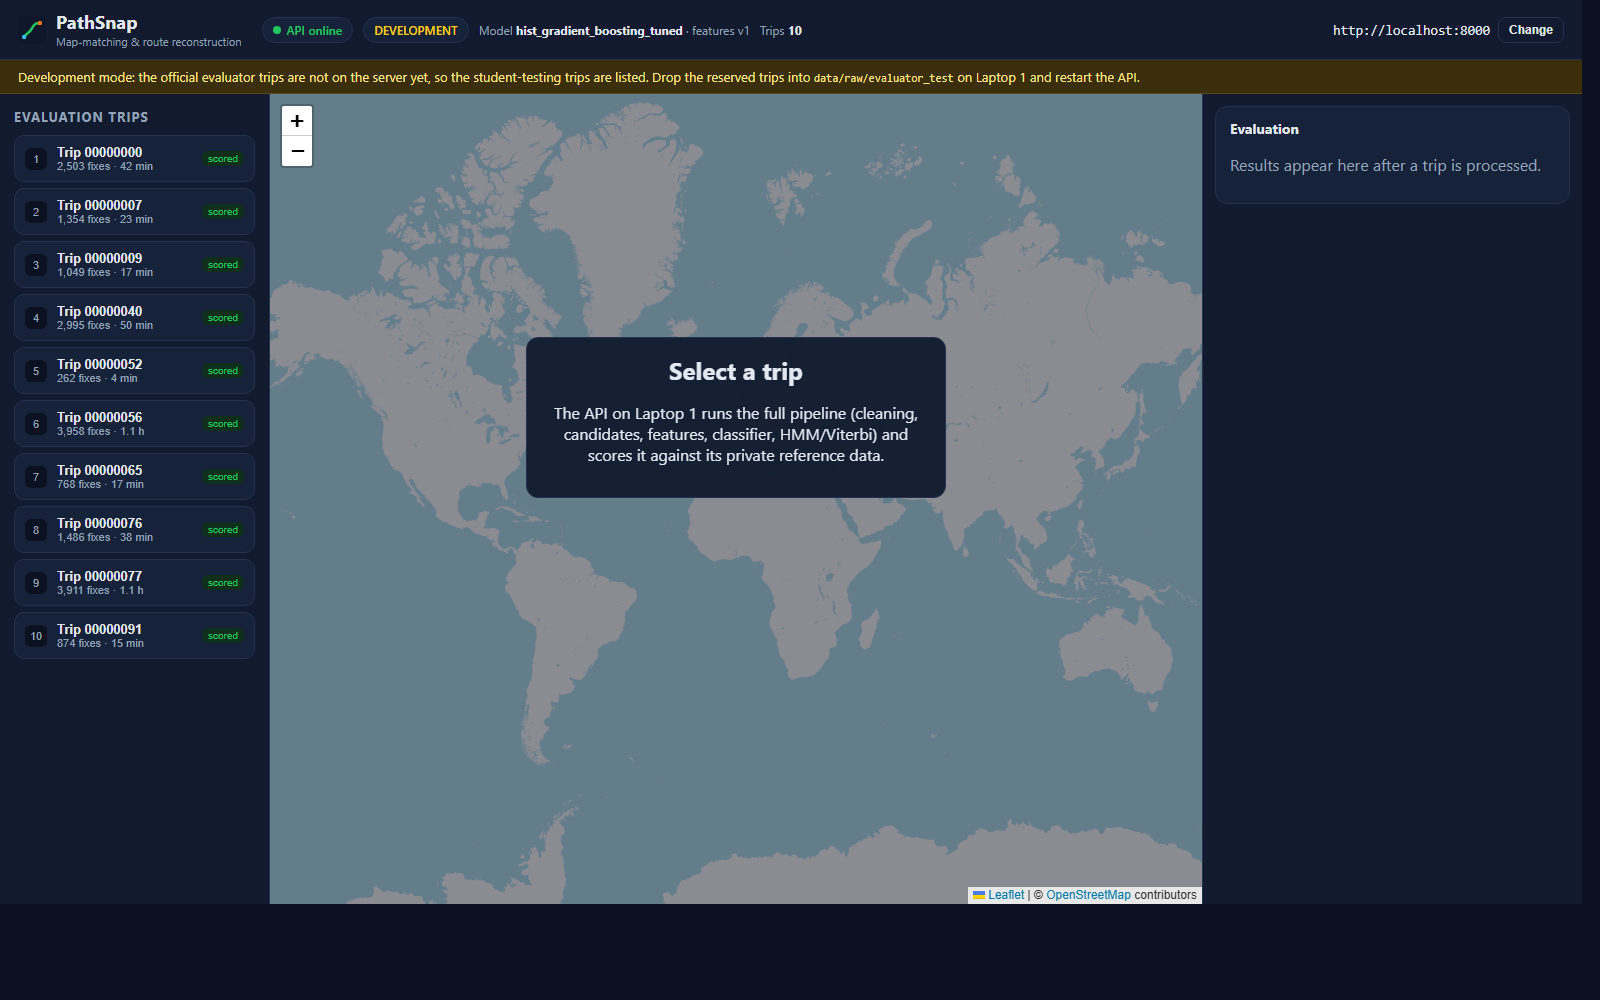 PathSnap
Map-matching & route reconstruction
API online
DEVELOPMENT
Model hist_gradient_boosting_tuned · features v1 Trips 10
http://localhost:8000
Change
Development mode: the official evaluator trips are not on the server yet, so the student-testing trips are listed. Drop the reserved trips into data/raw/evaluator_test on Laptop 1 and restart the API.
EVALUATION TRIPS
1
Trip 00000000
2,503 fixes · 42 min
scored
2
Trip 00000007
1,354 fixes · 23 min
scored
3
Trip 00000009
1,049 fixes · 17 min
scored
4
Trip 00000040
2,995 fixes · 50 min
scored
5
Trip 00000052
262 fixes · 4 min
scored
6
Trip 00000056
3,958 fixes · 1.1 h
scored
7
Trip 00000065
768 fixes · 17 min
scored
8
Trip 00000076
1,486 fixes · 38 min
scored
9
Trip 00000077
3,911 fixes · 1.1 h
scored
10
Trip 00000091
874 fixes · 15 min
scored
+
−
Select a trip
The API on Laptop 1 runs the full pipeline (cleaning,
candidates, features, classifier, HMM/Viterbi) and
scores it against its private reference data.
Leaflet | © OpenStreetMap contributors
Evaluation
Results appear here after a trip is processed.